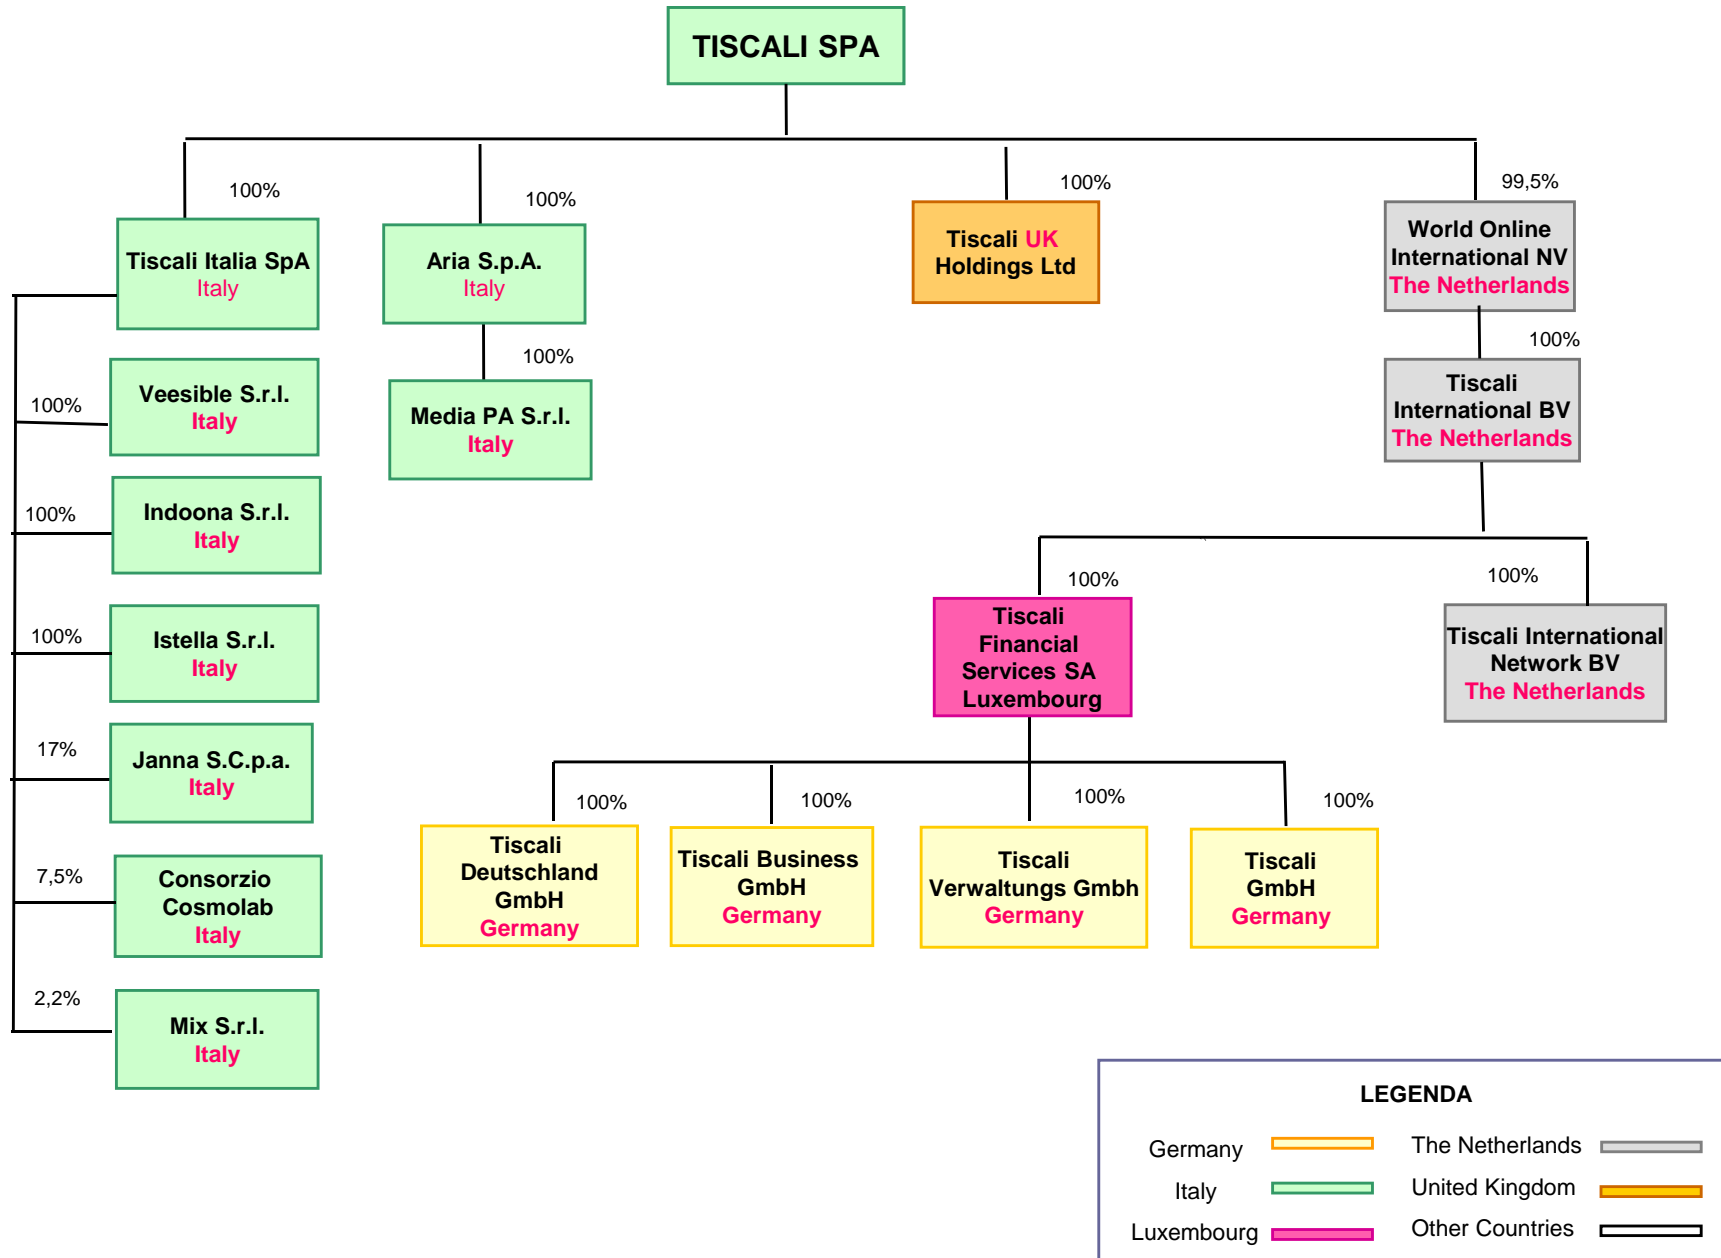 TISCALI SPA
100%
100%
100%
99,5%
Tiscali Italia SpA
Italy
Aria S.p.A.
Italy
Tiscali UK
Holdings Ltd
World Online
International NV
The Netherlands
100%
Veesible S.r.l.
Italy
100%
Media PA S.r.l.
Italy
100%
Tiscali
International BV
The Netherlands
100%
Indoona S.r.l.
Italy
100%
Istella S.r.l.
Italy
100%
Tiscali
Financial
Services SA
Luxembourg
100%
Tiscali International
Network BV
The Netherlands
17%
Janna S.C.p.a.
Italy
7,5%
Consorzio
Cosmolab
Italy
2,2%
Mix S.r.l.
Italy
100%
Tiscali
Deutschland
GmbH
Germany
100%
Tiscali Business
GmbH
Germany
100%
Tiscali
Verwaltungs Gmbh
Germany
100%
Tiscali
GmbH
Germany
LEGENDA
Germany
The Netherlands
Italy
United Kingdom
Luxembourg
Other Countries